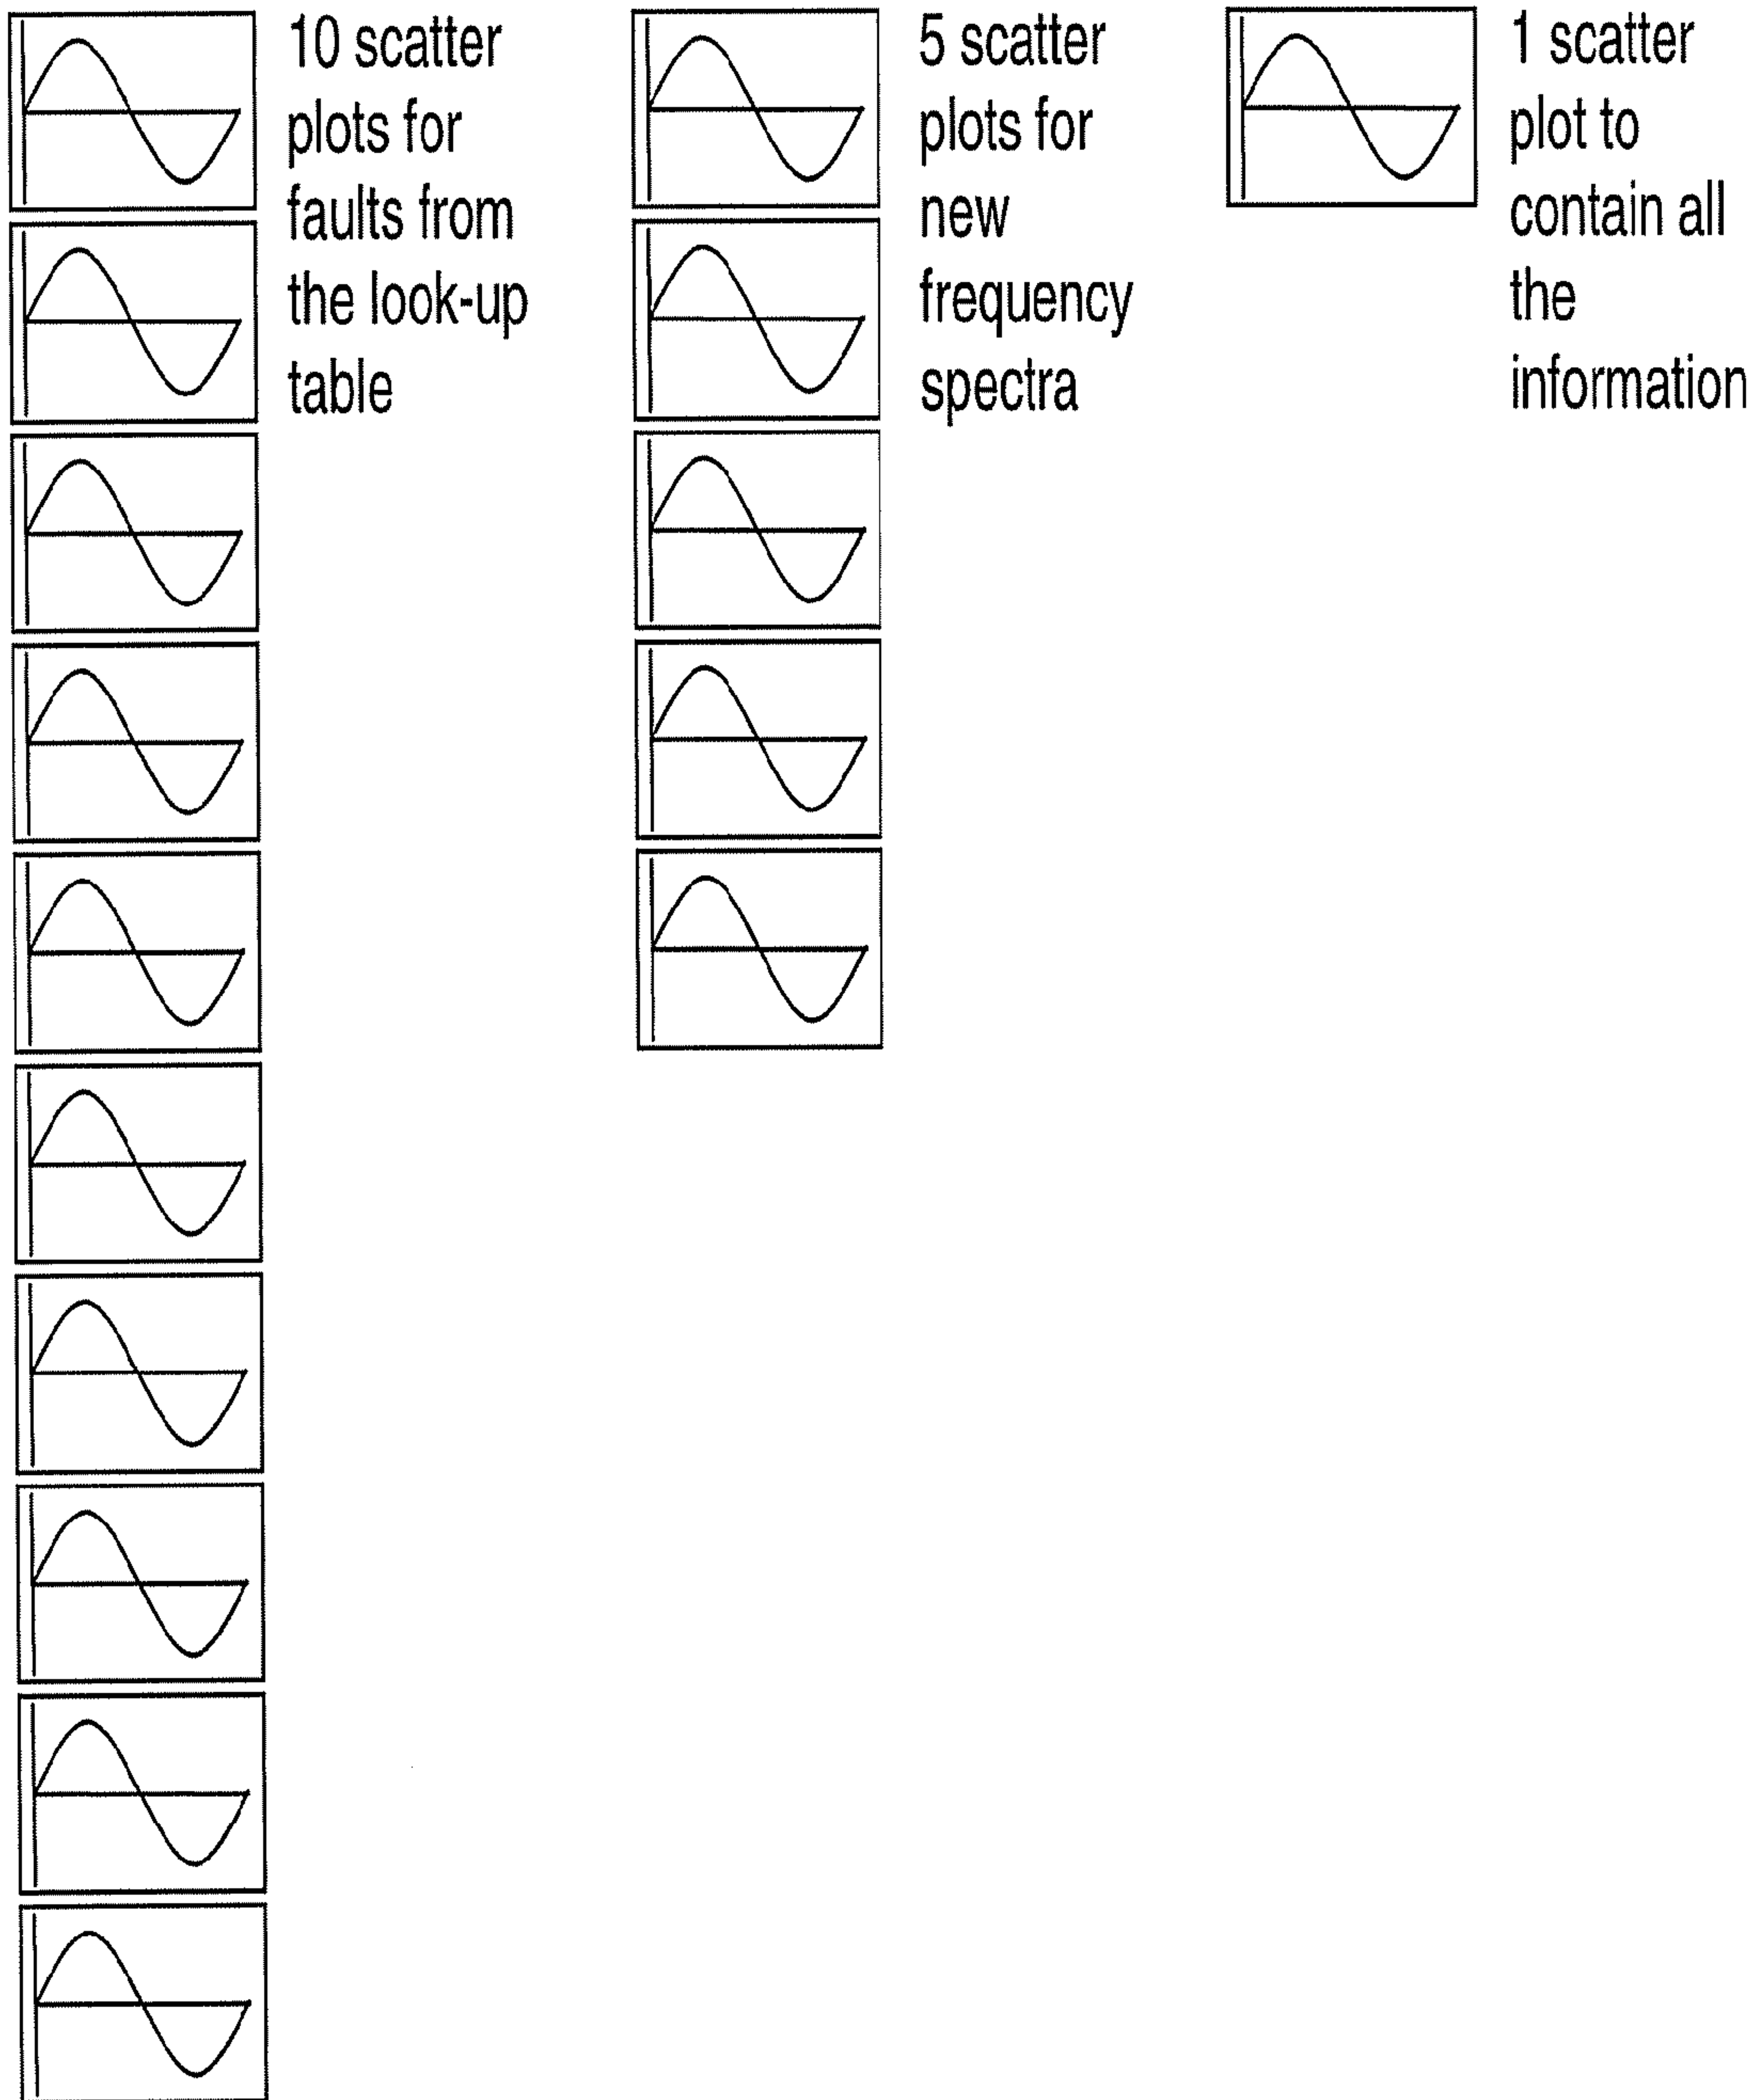 10 scatter
plots for
faults from
the look-up
table
5 scatter
plots for
new
frequency
spectra
1 scatter
plot to
contain all
the
information